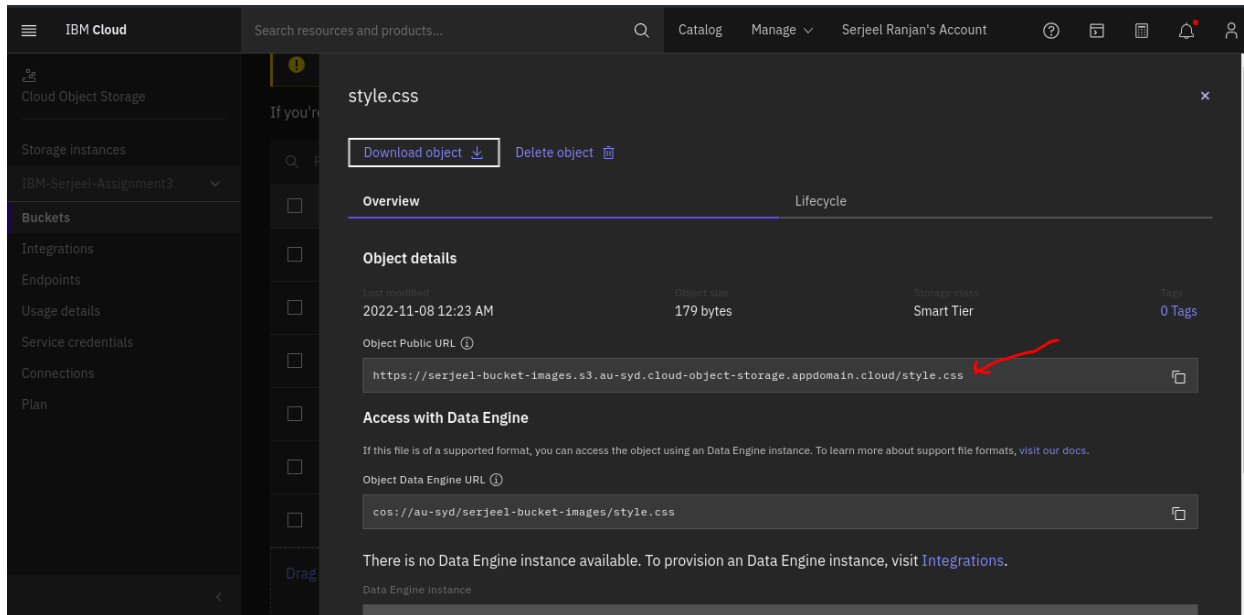 IBM Cloud
Search resources and products...
Catalog
Manage
Serjeel Ranjan's Account
Cloud Object Storage
Storage instances
IBM-Serjeel-Assignment3
Buckets
Integrations
Endpoints
Usage details
Service credentials
Connections
Plan
If you're
F
Drag
style.css
Download object
Delete object
Overview
Lifecycle
Object details
Last modified
Object size
Storage class
Tags
2022-11-08 12:23 AM
179 bytes
Smart Tier
0 Tags
Object Public URL
https://serjeel-bucket-images.s3.au-syd.cloud-object-storage.appdomain.cloud/style.css
Access with Data Engine
If this file is of a supported format, you can access the object using an Data Engine instance. To learn more about support file formats, visit our docs.
Object Data Engine URL
cos://au-syd/serjeel-bucket-images/style.css
There is no Data Engine instance available. To provision an Data Engine instance, visit Integrations.
Data Engine instance